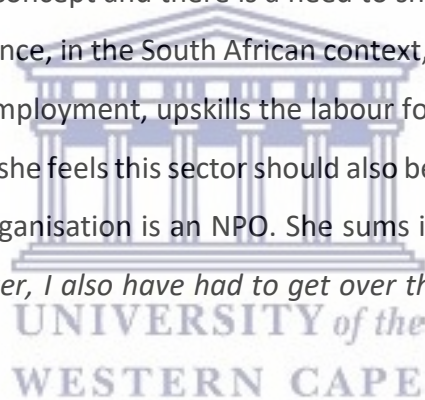 concept and there is a need to sh
nce, in the South African context,
mployment, upskills the labour fo
she feels this sector should also be
ganisation is an NPO. She sums i
er, I also have had to get over th
UNIVERSITY of the
WESTERN CAPE